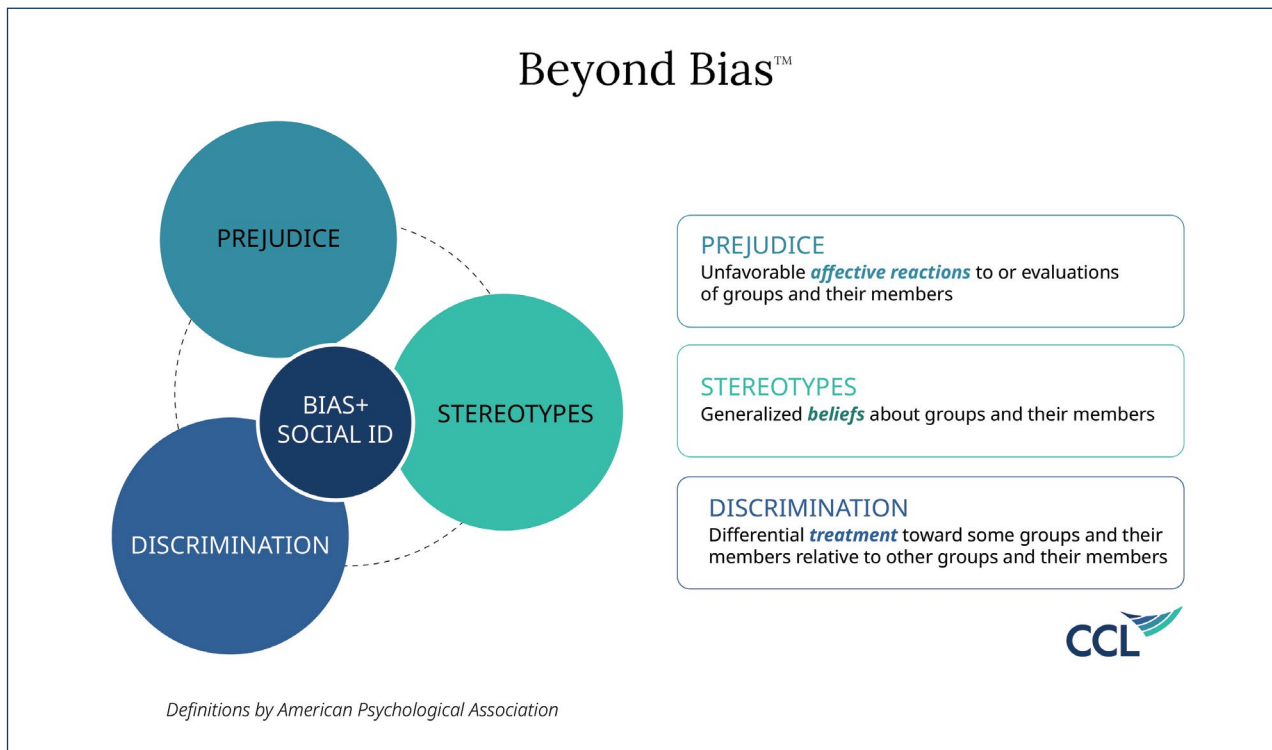 Beyond Bias™
PREJUDICE
BIAS+
SOCIAL ID
STEREOTYPES
DISCRIMINATION
PREJUDICE
Unfavorable affective reactions to or evaluations
of groups and their members
STEREOTYPES
Generalized beliefs about groups and their members
DISCRIMINATION
Differential treatment toward some groups and their
members relative to other groups and their members
CCL
Definitions by American Psychological Association